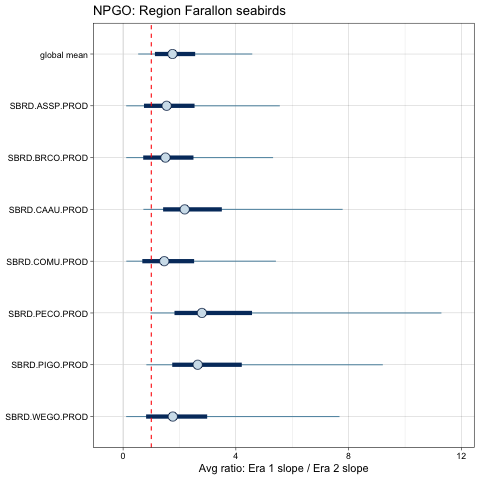 NPGO: Region Farallon seabirds
global mean
SBRD.ASSP.PROD
SBRD.BRCO.PROD
SBRD.CAAU.PROD
SBRD.COMU.PROD
SBRD.PECO.PROD
SBRD.PIGO.PROD
SBRD.WEGO.PROD
0 4 8 12
Avg ratio: Era 1 slope / Era 2 slope